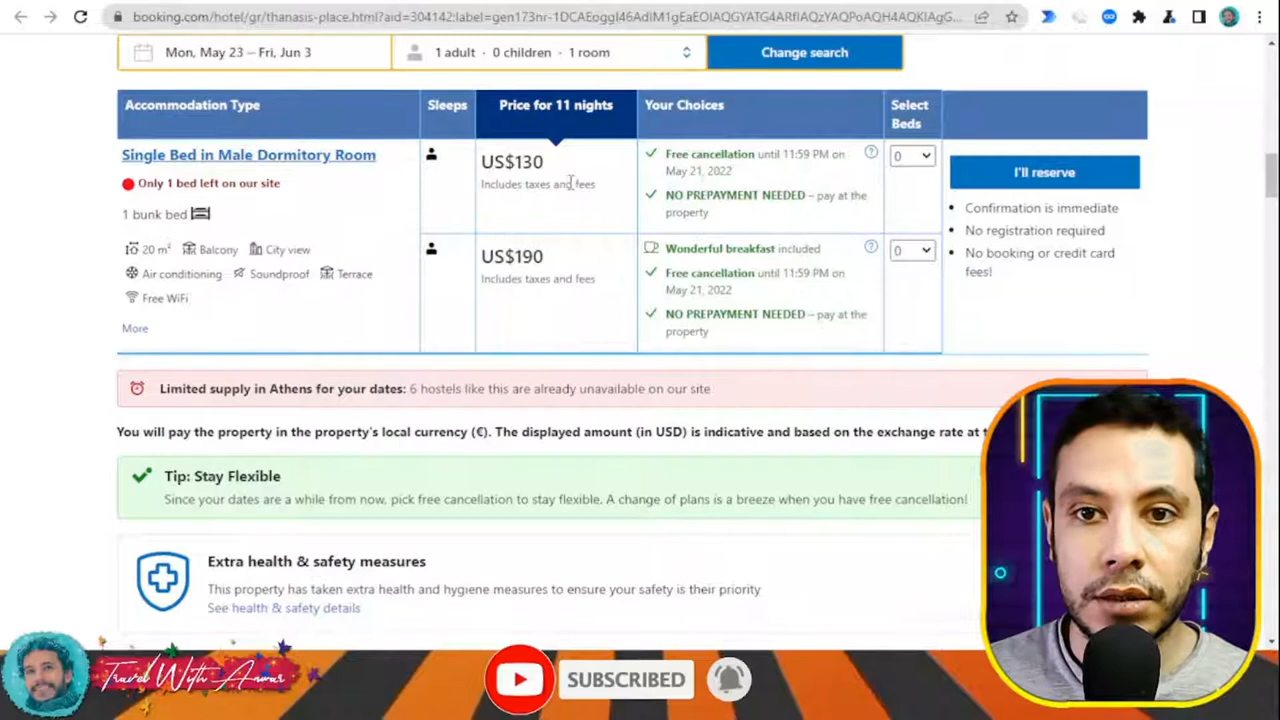 booking.com/hotel/gr/thanasis-place.html?aid=304142;label=gen173nr-1DCAEoggI46AdIM1gEaEOIAQGYATG4ARfIAQzYAQPoAQH4AQKIAgG...
Mon, May 23 – Fri, Jun 3
1 adult · 0 children · 1 room
Change search
Accommodation Type
Sleeps
Price for 11 nights
Your Choices
Select
Beds
Single Bed in Male Dormitory Room
Only 1 bed left on our site
1 bunk bed
20 m²
Balcony
City view
Air conditioning
Soundproof
Terrace
Free WiFi
More
US$130
Includes taxes and fees
Free cancellation until 11:59 PM on
May 21, 2022
NO PREPAYMENT NEEDED – pay at the
property
0
I'll reserve
Confirmation is immediate
No registration required
No booking or credit card
fees!
US$190
Includes taxes and fees
Wonderful breakfast included
Free cancellation until 11:59 PM on
May 21, 2022
NO PREPAYMENT NEEDED – pay at the
property
0
Limited supply in Athens for your dates: 6 hostels like this are already unavailable on our site
You will pay the property in the property's local currency (€). The displayed amount (in USD) is indicative and based on the exchange rate at
Tip: Stay Flexible
Since your dates are a while from now, pick free cancellation to stay flexible. A change of plans is a breeze when you have free cancellation!
Extra health & safety measures
This property has taken extra health and hygiene measures to ensure your safety is their priority
See health & safety details
Travel With Anwar
SUBSCRIBED